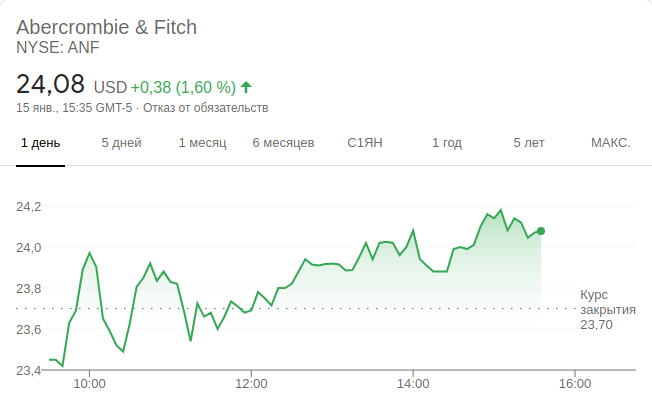 Abercrombie & Fitch
NYSE: ANF
24,08 USD +0,38 (1,60 %)
15 янв., 15:35 GMT-5 · Отказ от обязательств
1 день 5 дней 1 месяц 6 месяцев С1ЯН 1 год 5 лет МАКС.
24,2
24,0
23,8
Курс
закрытия
23,70
23,6
23,4
10:00 12:00 14:00 16:00